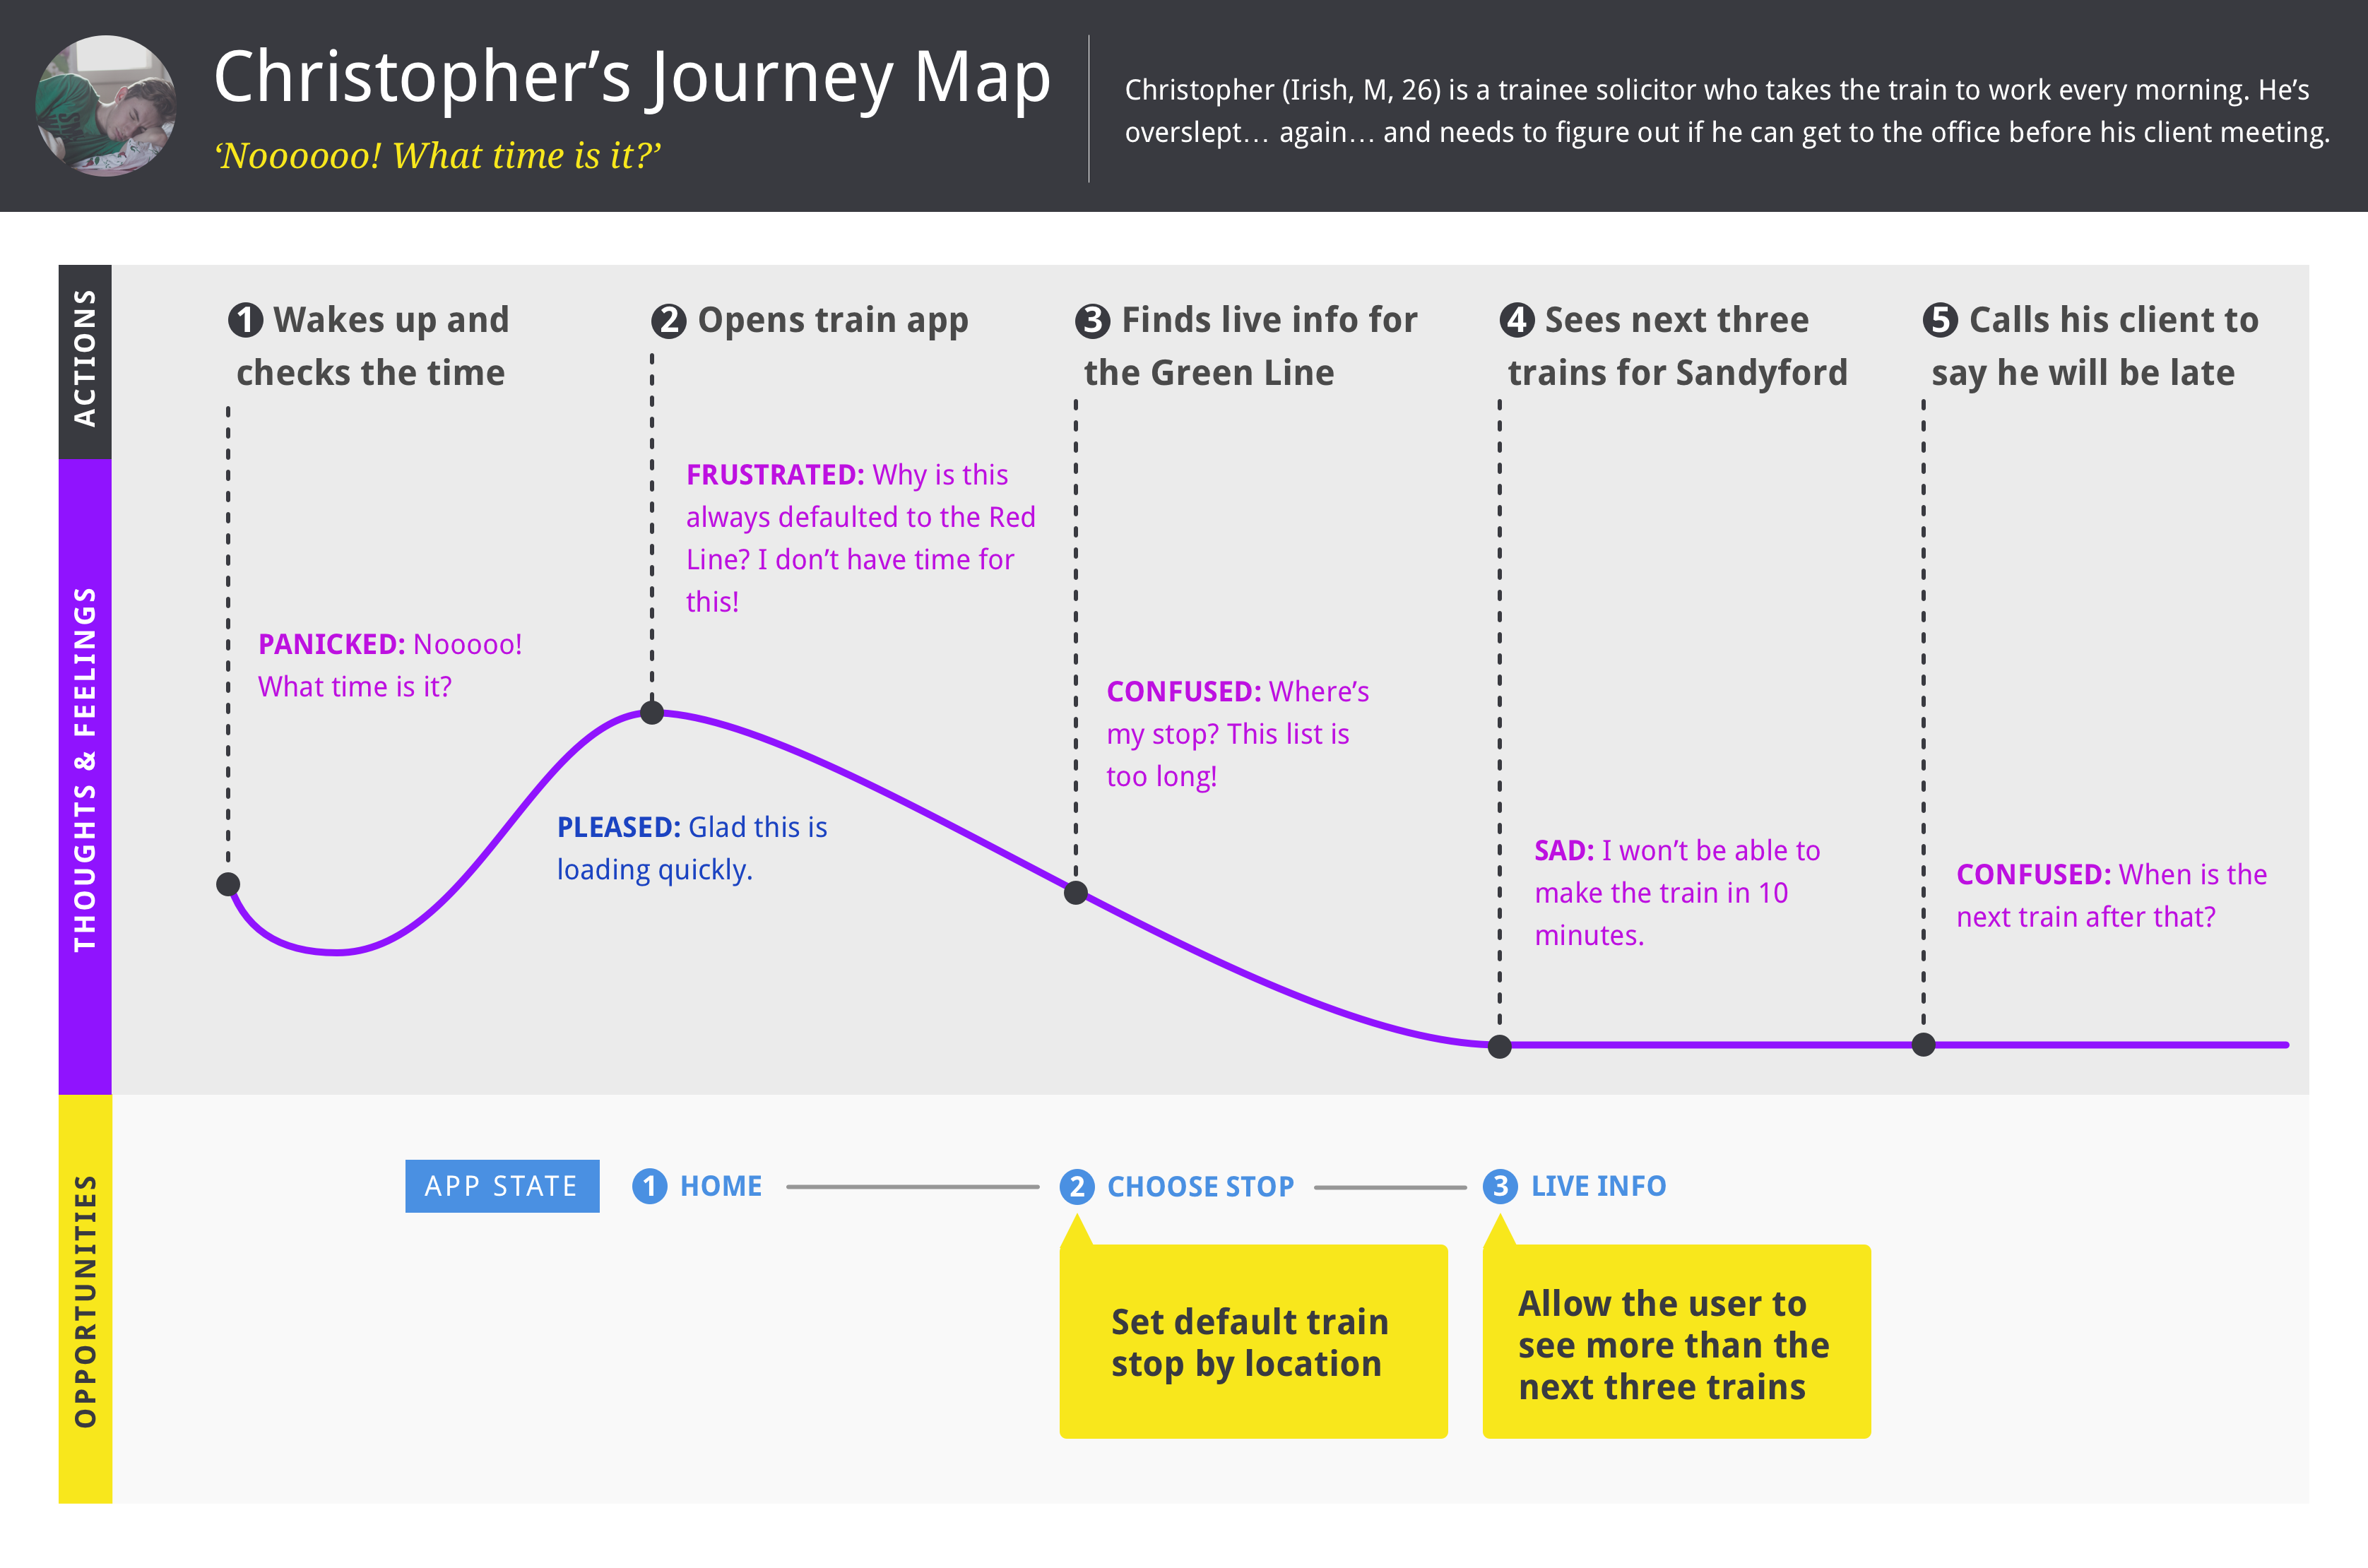 Christopher’s Journey Map
‘Noooooo! What time is it?’
Christopher (Irish, M, 26) is a trainee solicitor who takes the train to work every morning. He’s
overslept… again… and needs to figure out if he can get to the office before his client meeting.
ACTIONS
1 Wakes up and
checks the time
2 Opens train app
3 Finds live info for
the Green Line
4 Sees next three
trains for Sandyford
5 Calls his client to
say he will be late
THOUGHTS & FEELINGS
PANICKED: Nooooo!
What time is it?
FRUSTRATED: Why is this
always defaulted to the Red
Line? I don’t have time for
this!
PLEASED: Glad this is
loading quickly.
CONFUSED: Where’s
my stop? This list is
too long!
SAD: I won’t be able to
make the train in 10
minutes.
CONFUSED: When is the
next train after that?
OPPORTUNITIES
APP STATE
1 HOME
2 CHOOSE STOP
3 LIVE INFO
Set default train
stop by location
Allow the user to
see more than the
next three trains